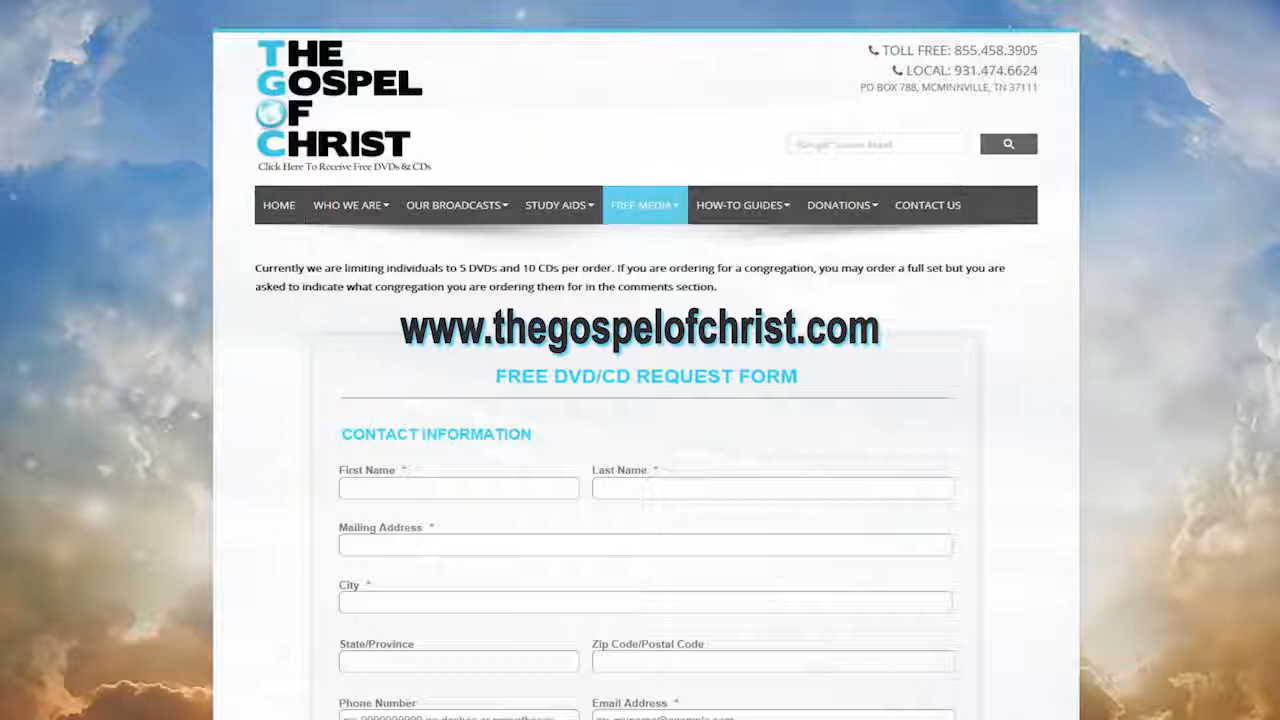 THE
GOSPEL
OF
CHRIST
Click Here To Receive Free DVDs & CDs
TOLL FREE: 855.458.3905
LOCAL: 931.474.6624
PO BOX 788, MCMINNVILLE, TN 37111
HOME WHO WE ARE OUR BROADCASTS STUDY AIDS FREE MEDIA HOW-TO GUIDES DONATIONS CONTACT US
Currently we are limiting individuals to 5 DVDs and 10 CDs per order. If you are ordering for a congregation, you may order a full set but you are
asked to indicate what congregation you are ordering them for in the comments section.
www.thegospelofchrist.com
FREE DVD/CD REQUEST FORM
CONTACT INFORMATION
First Name * Last Name *
Mailing Address *
City *
State/Province Zip Code/Postal Code
Phone Number Email Address *